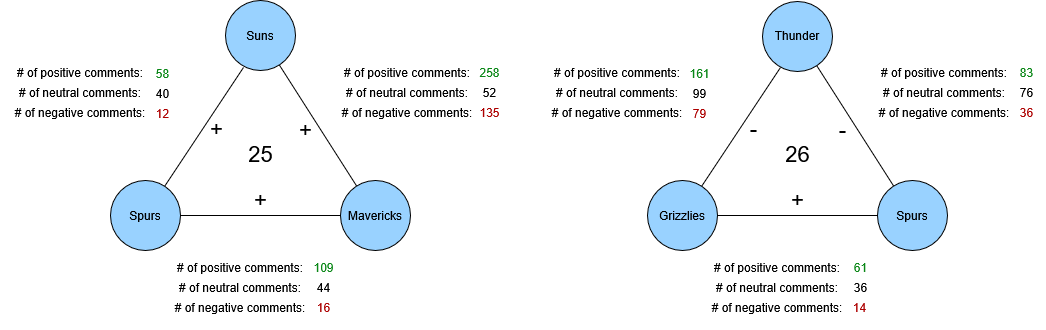 Suns
# of positive comments: 58
# of neutral comments: 40
# of negative comments: 12
# of positive comments: 258
# of neutral comments: 52
# of negative comments: 135
+ +
25
+
Spurs
Mavericks
# of positive comments: 109
# of neutral comments: 44
# of negative comments: 16
Thunder
# of positive comments: 161
# of neutral comments: 99
# of negative comments: 79
# of positive comments: 83
# of neutral comments: 76
# of negative comments: 36
- -
26
+
Grizzlies
Spurs
# of positive comments: 61
# of neutral comments: 36
# of negative comments: 14